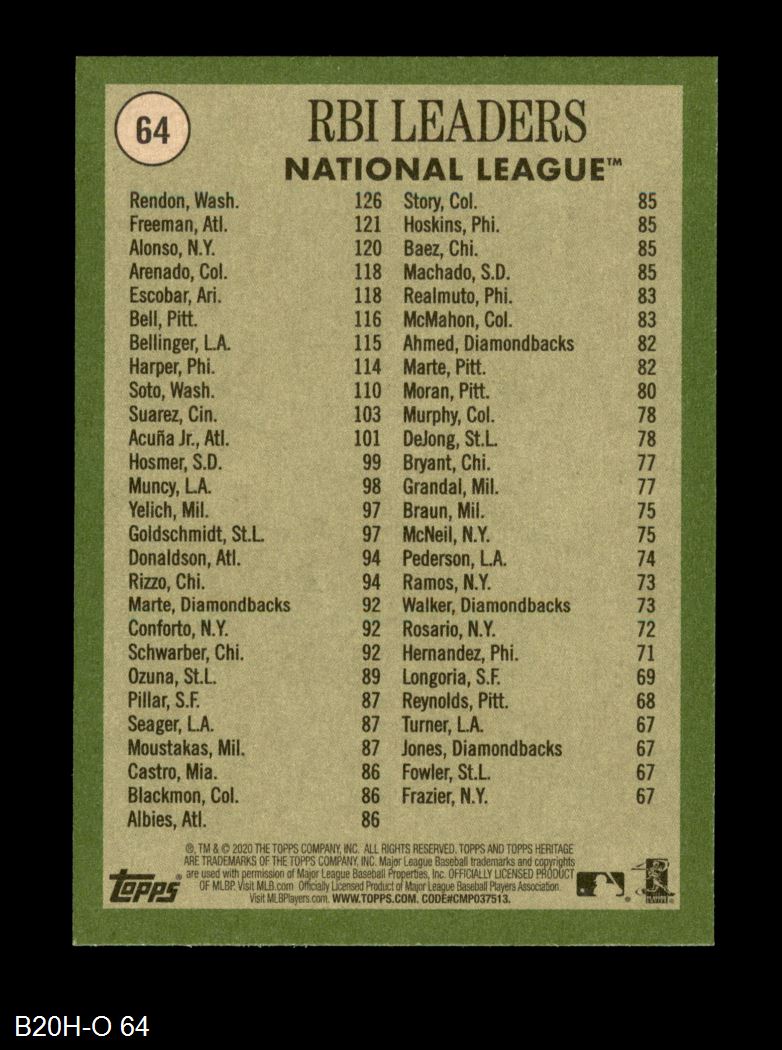 64
RBI LEADERS
NATIONAL LEAGUE™
Rendon, Wash. 126
Freeman, Atl. 121
Alonso, N.Y. 120
Arenado, Col. 118
Escobar, Ari. 118
Bell, Pitt. 116
Bellinger, L.A. 115
Harper, Phi. 114
Soto, Wash. 110
Suarez, Cin. 103
Acuña Jr., Atl. 101
Hosmer, S.D. 99
Muncy, L.A. 98
Yelich, Mil. 97
Goldschmidt, St.L. 97
Donaldson, Atl. 94
Rizzo, Chi. 94
Marte, Diamondbacks 92
Conforto, N.Y. 92
Schwarber, Chi. 92
Ozuna, St.L. 89
Pillar, S.F. 87
Seager, L.A. 87
Moustakas, Mil. 87
Castro, Mia. 86
Blackmon, Col. 86
Albies, Atl. 86
Story, Col. 85
Hoskins, Phi. 85
Baez, Chi. 85
Machado, S.D. 85
Realmuto, Phi. 83
McMahon, Col. 83
Ahmed, Diamondbacks 82
Marte, Pitt. 82
Moran, Pitt. 80
Murphy, Col. 78
DeJong, St.L. 78
Bryant, Chi. 77
Grandal, Mil. 77
Braun, Mil. 75
McNeil, N.Y. 75
Pederson, L.A. 74
Ramos, N.Y. 73
Walker, Diamondbacks 73
Rosario, N.Y. 72
Hernandez, Phi. 71
Longoria, S.F. 69
Reynolds, Pitt. 68
Turner, L.A. 67
Jones, Diamondbacks 67
Fowler, St.L. 67
Frazier, N.Y. 67
®, TM & © 2020 THE TOPPS COMPANY, INC. ALL RIGHTS RESERVED. TOPPS AND TOPPS HERITAGE
ARE TRADEMARKS OF THE TOPPS COMPANY, INC. Major League Baseball trademarks and copyrights
are used with permission of Major League Baseball Properties, Inc. OFFICIALLY LICENSED PRODUCT
OF MLBP. Visit MLB.com Officially Licensed Product of Major League Baseball Players Association.
Visit MLBPlayers.com. WWW.TOPPS.COM. CODE#CMP037513.
topps®
B20H-O 64